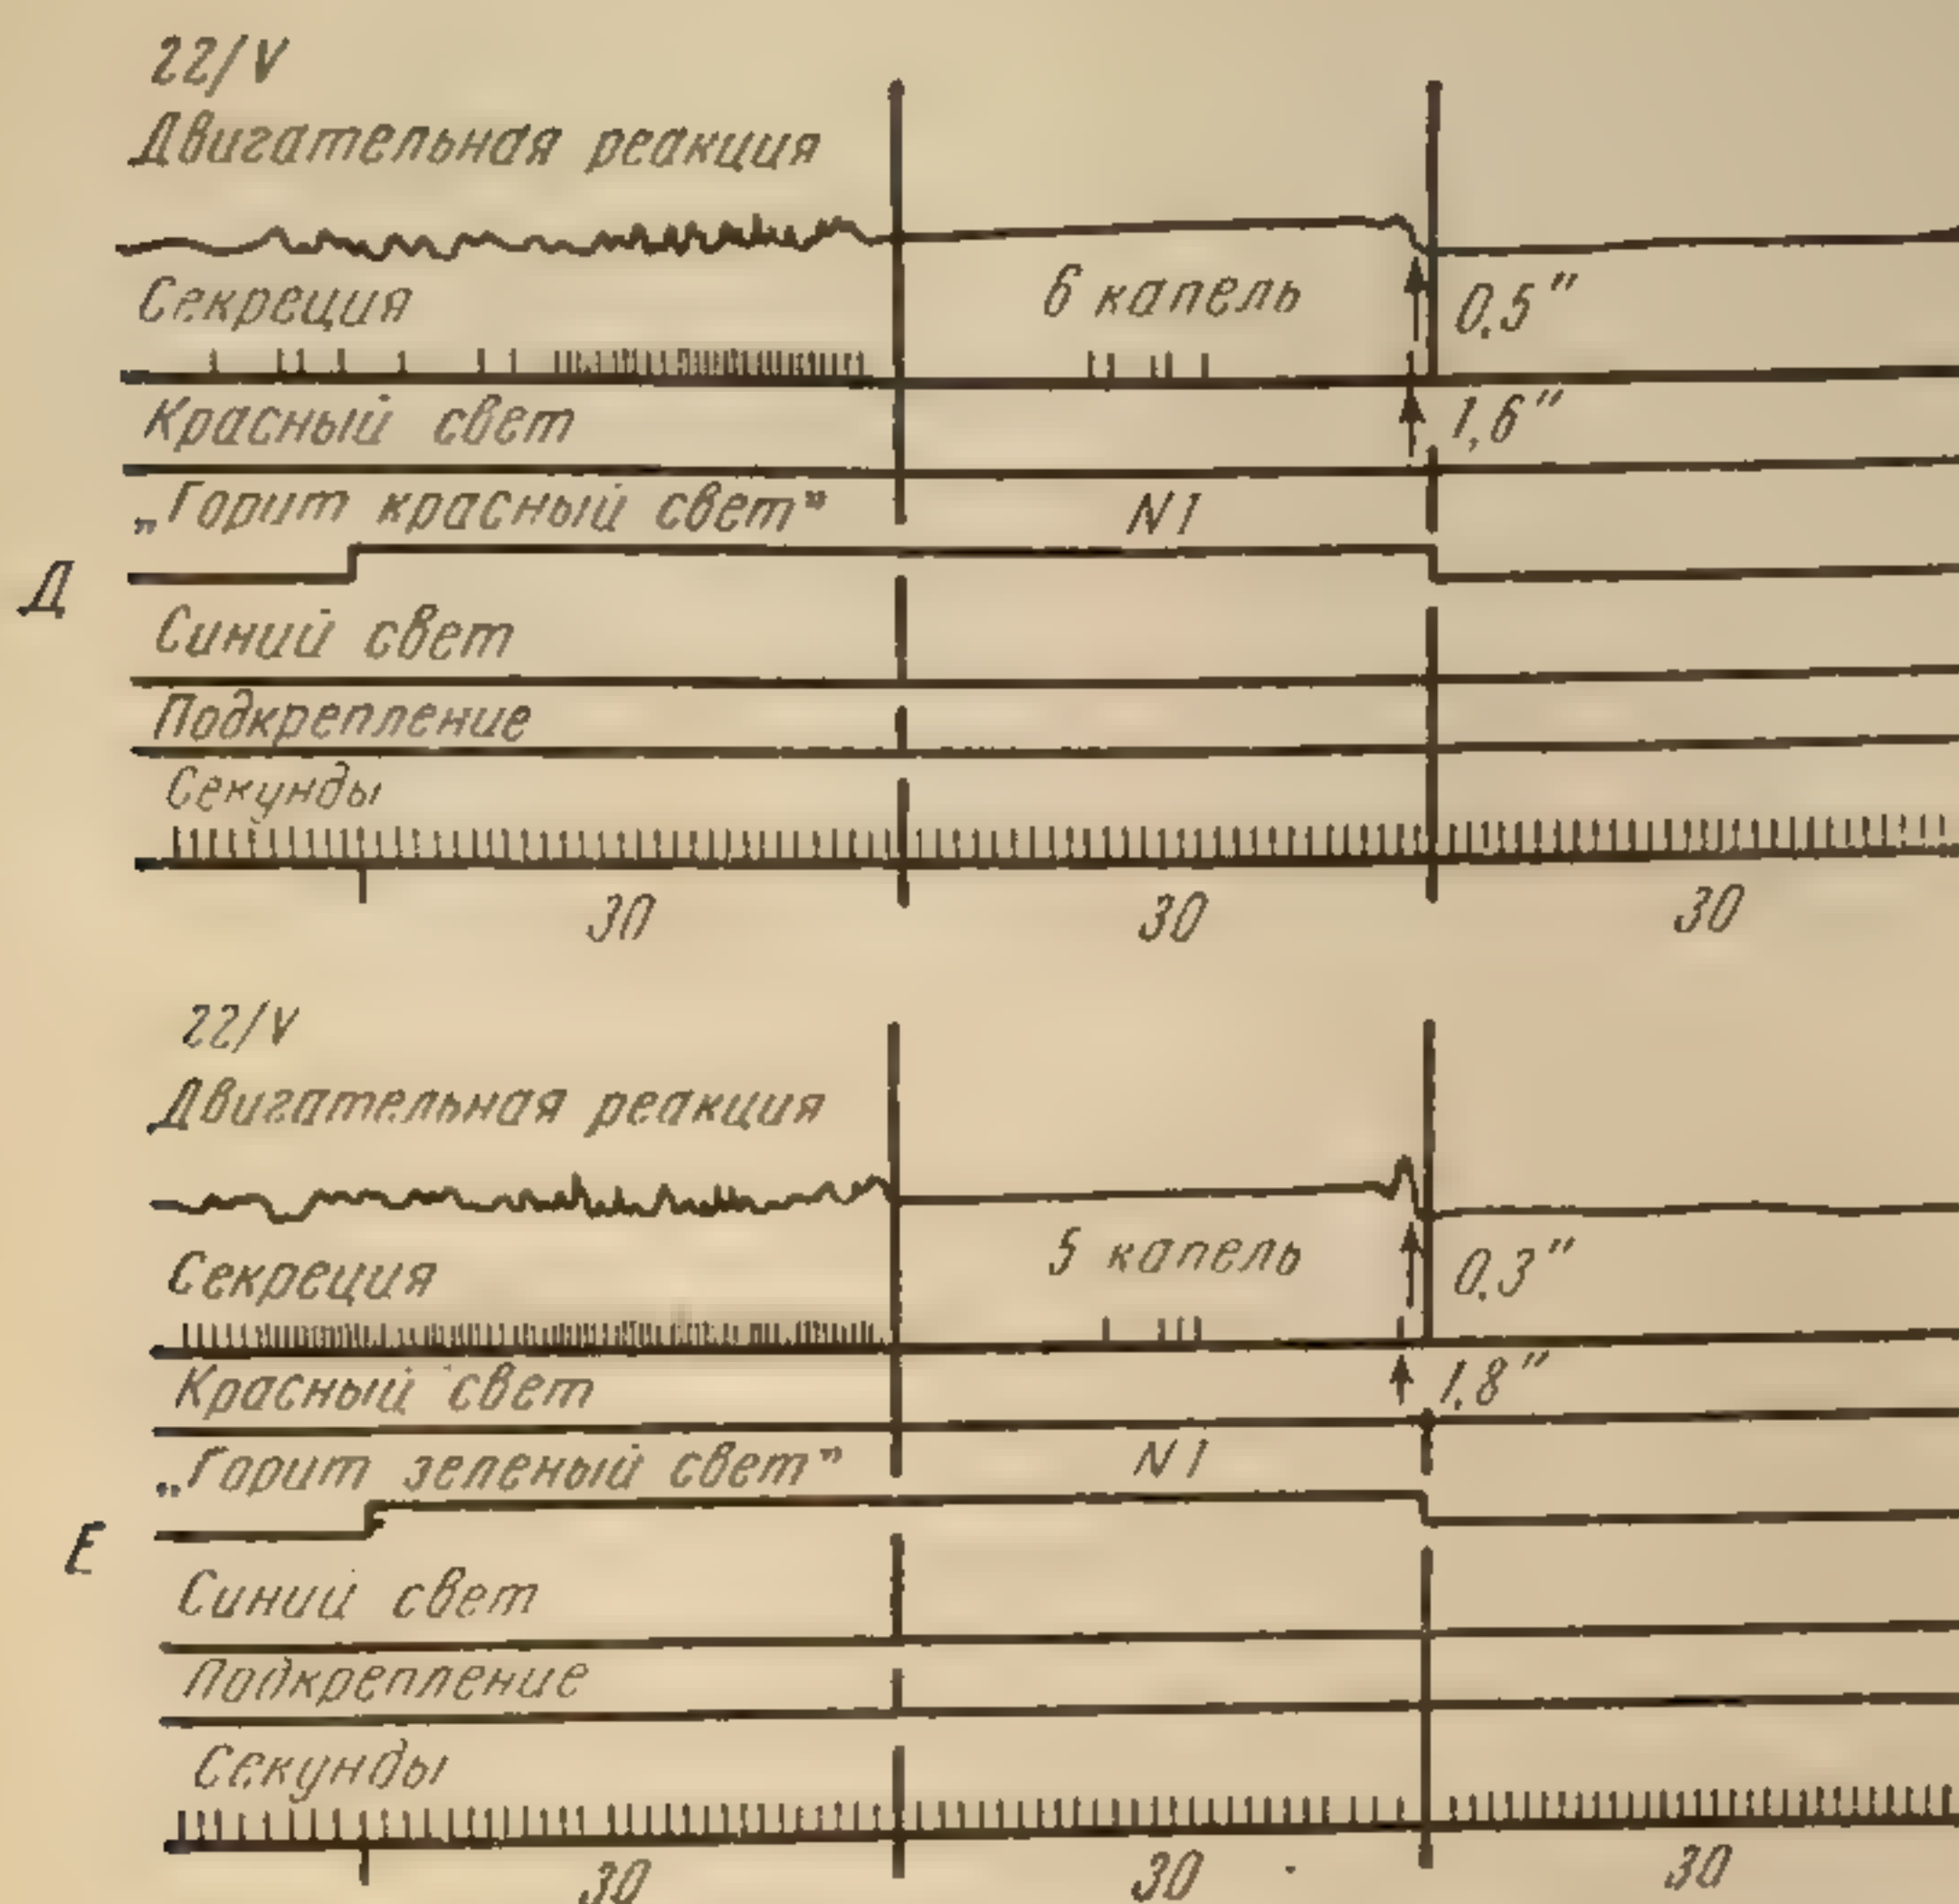 22/V
Двигательная реакция
Секреция
6 капель
0,5"
Красный свет
1,6"
„Горит красный свет"
N1
Д
Синий свет
Подкрепление
Секунды
30
30
30
22/V
Двигательная реакция
Секреция
5 капель
0,3"
Красный свет
1,8"
„Горит зеленый свет"
N1
Е
Синий свет
Подкрепление
Секунды
30
30
30